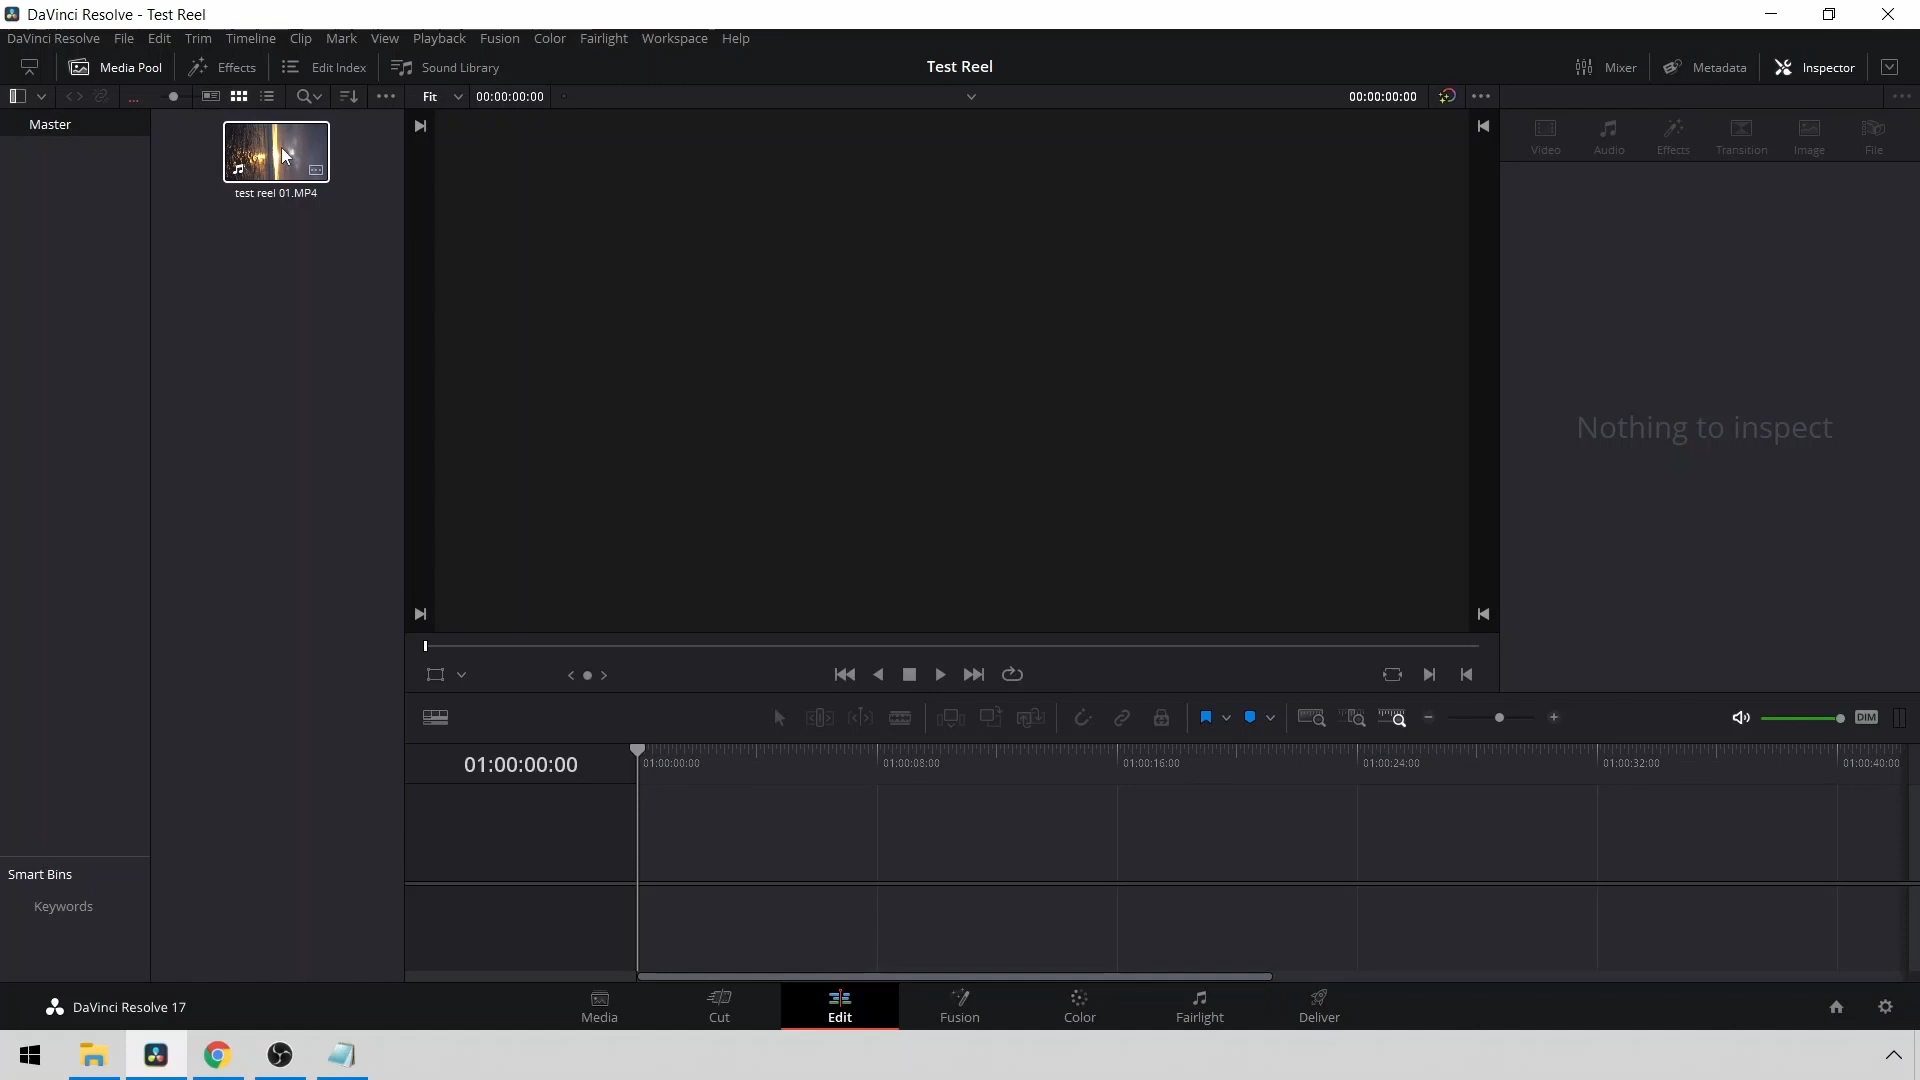 DaVinci Resolve - Test Reel
DaVinci Resolve File Edit Trim Timeline Clip Mark View Playback Fusion Color Fairlight Workspace Help
Media Pool Effects Edit Index Sound Library Test Reel Mixer Metadata Inspector
Fit 00:00:00:00 00:00:00:00
Master
Video Audio Effects Transition Image File
test reel 01.MP4
Nothing to inspect
DIM
01:00:00:00 01:00:00:00 01:00:08:00 01:00:16:00 01:00:24:00 01:00:32:00 01:00:40:00
Smart Bins
Keywords
DaVinci Resolve 17 Media Cut Edit Fusion Color Fairlight Deliver